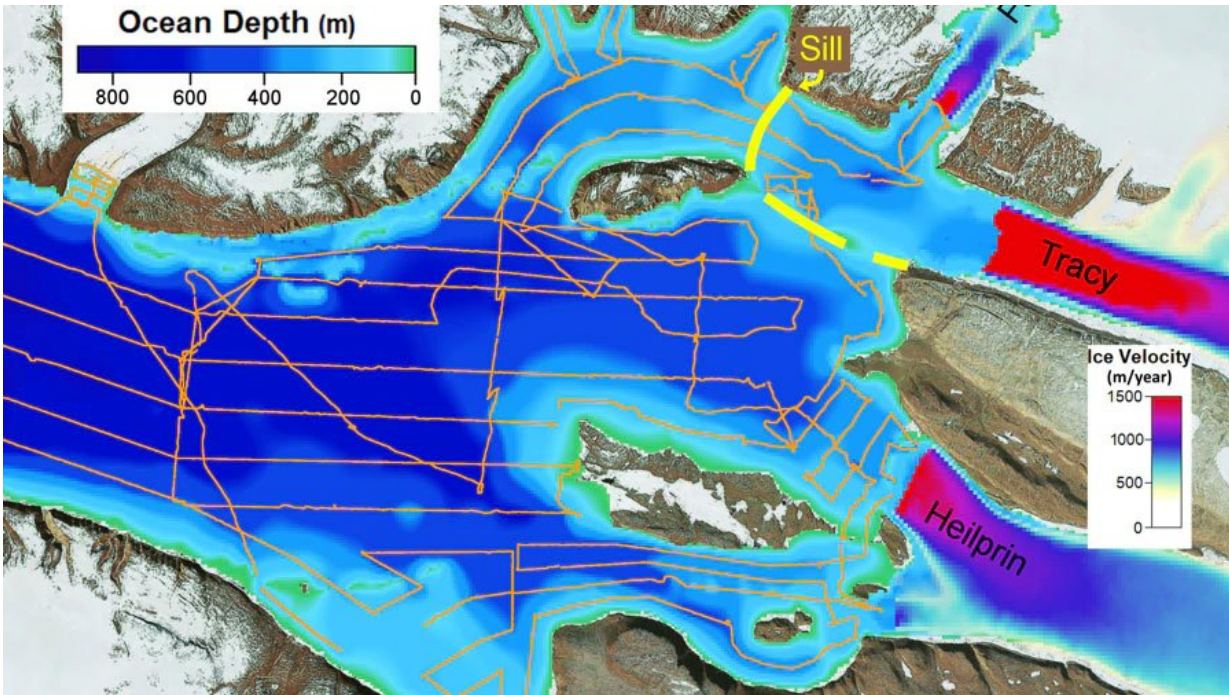 Ocean Depth (m)
800 600 400 200 0
Sill
Tracy
Ice Velocity
(m/year)
1500
1000
500
0
Heilprin